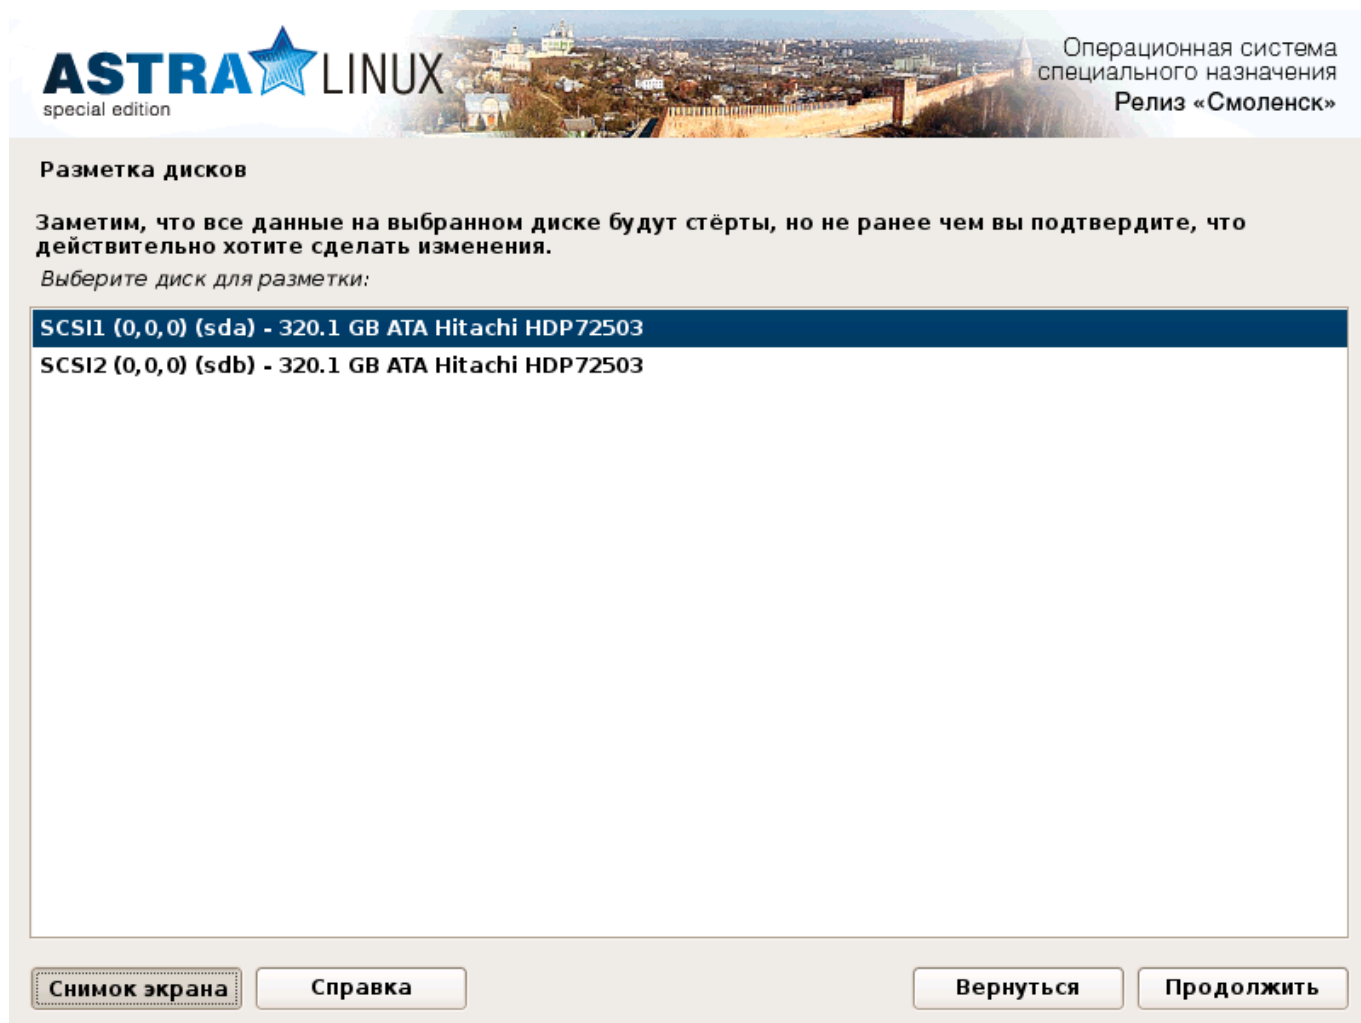 ASTRA LINUX
special edition
Операционная система
специального назначения
Релиз «Смоленск»
Разметка дисков
Заметим, что все данные на выбранном диске будут стёрты, но не ранее чем вы подтвердите, что
действительно хотите сделать изменения.
Выберите диск для разметки:
SCSI1 (0,0,0) (sda) - 320.1 GB ATA Hitachi HDP72503
SCSI2 (0,0,0) (sdb) - 320.1 GB ATA Hitachi HDP72503
Снимок экрана Справка Вернуться Продолжить